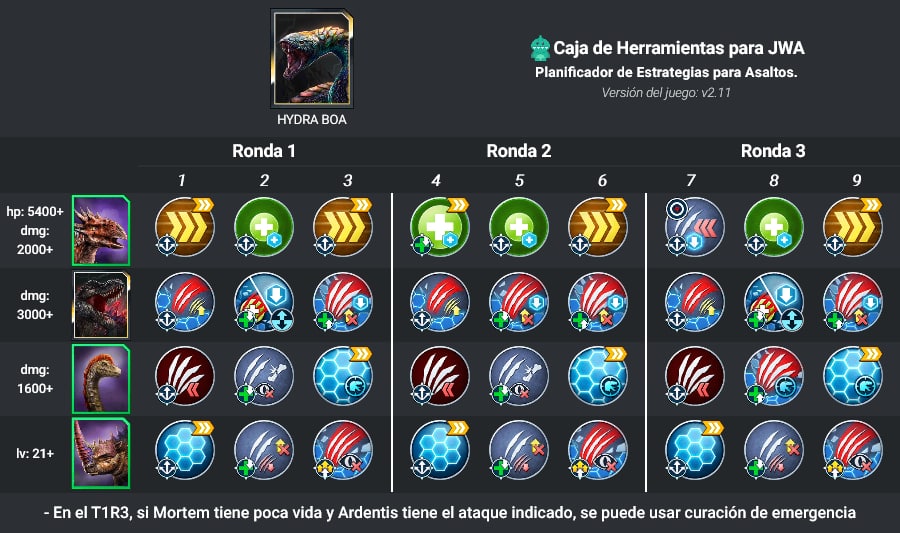 Caja de Herramientas para JWA
Planificador de Estrategias para Asaltos.
Versión del juego: v2.11
HYDRA BOA
Ronda 1 Ronda 2 Ronda 3
1 2 3 4 5 6 7 8 9
hp: 5400+
dmg:
2000+
dmg:
3000+
dmg:
1600+
lv: 21+
- En el T1R3, si Mortem tiene poca vida y Ardentis tiene el ataque indicado, se puede usar curación de emergencia